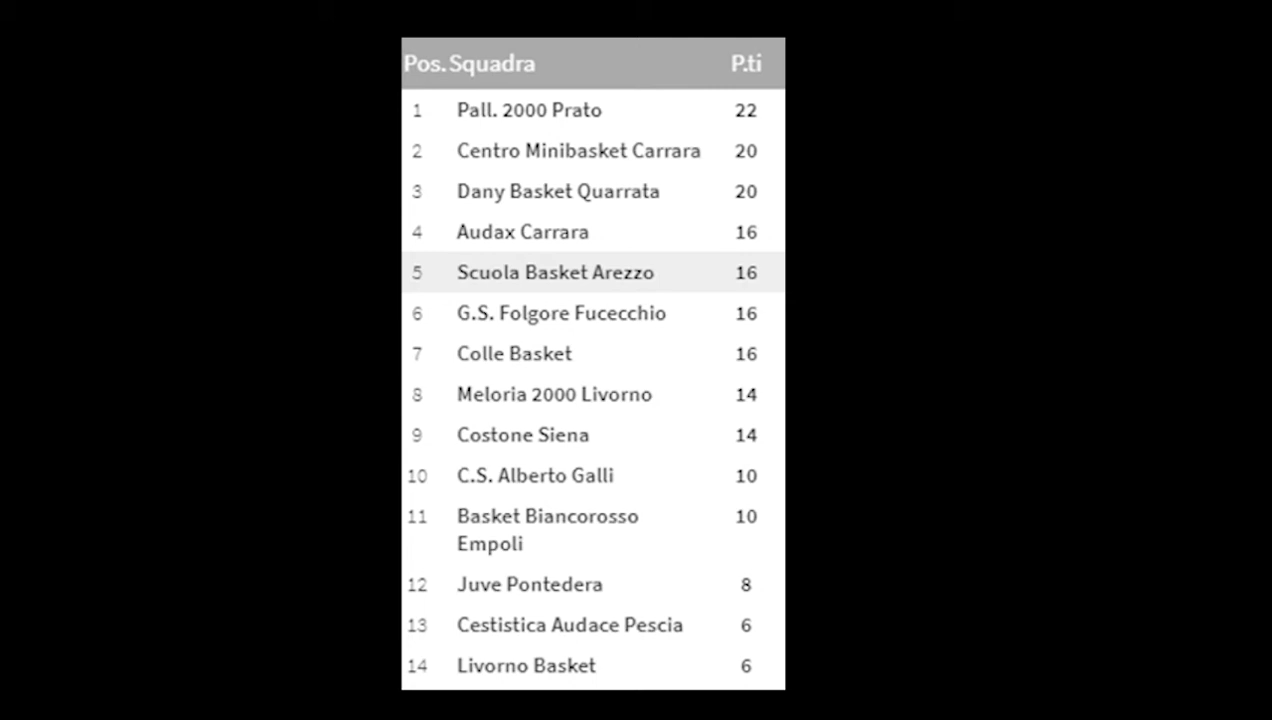 Pos. Squadra P.ti
1 Pall. 2000 Prato 22
2 Centro Minibasket Carrara 20
3 Dany Basket Quarrata 20
4 Audax Carrara 16
5 Scuola Basket Arezzo 16
6 G.S. Folgore Fucecchio 16
7 Colle Basket 16
8 Meloria 2000 Livorno 14
9 Costone Siena 14
10 C.S. Alberto Galli 10
11 Basket Biancorosso 10
Empoli
12 Juve Pontedera 8
13 Cestistica Audace Pescia 6
14 Livorno Basket 6